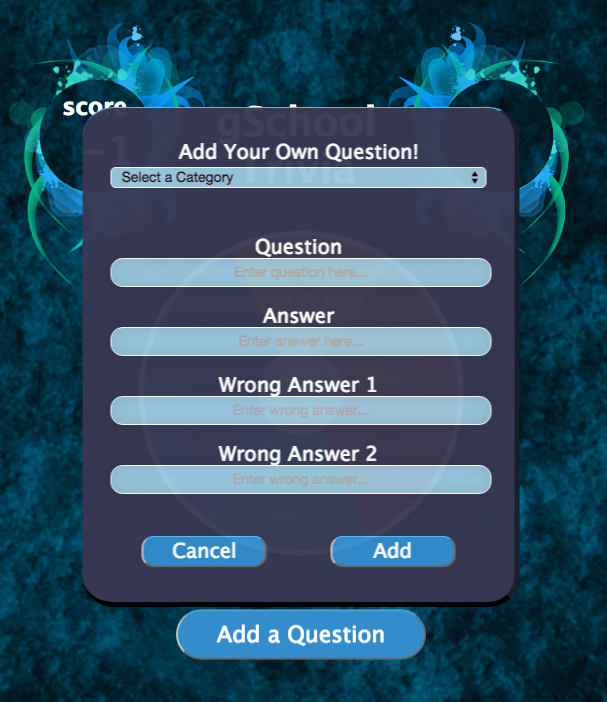 score
gSchool
-1
Trivia
Add Your Own Question!
Select a Category
Question
Enter question here...
Answer
Enter answer here...
Wrong Answer 1
Enter wrong answer...
Wrong Answer 2
Enter wrong answer...
Cancel
Add
Add a Question